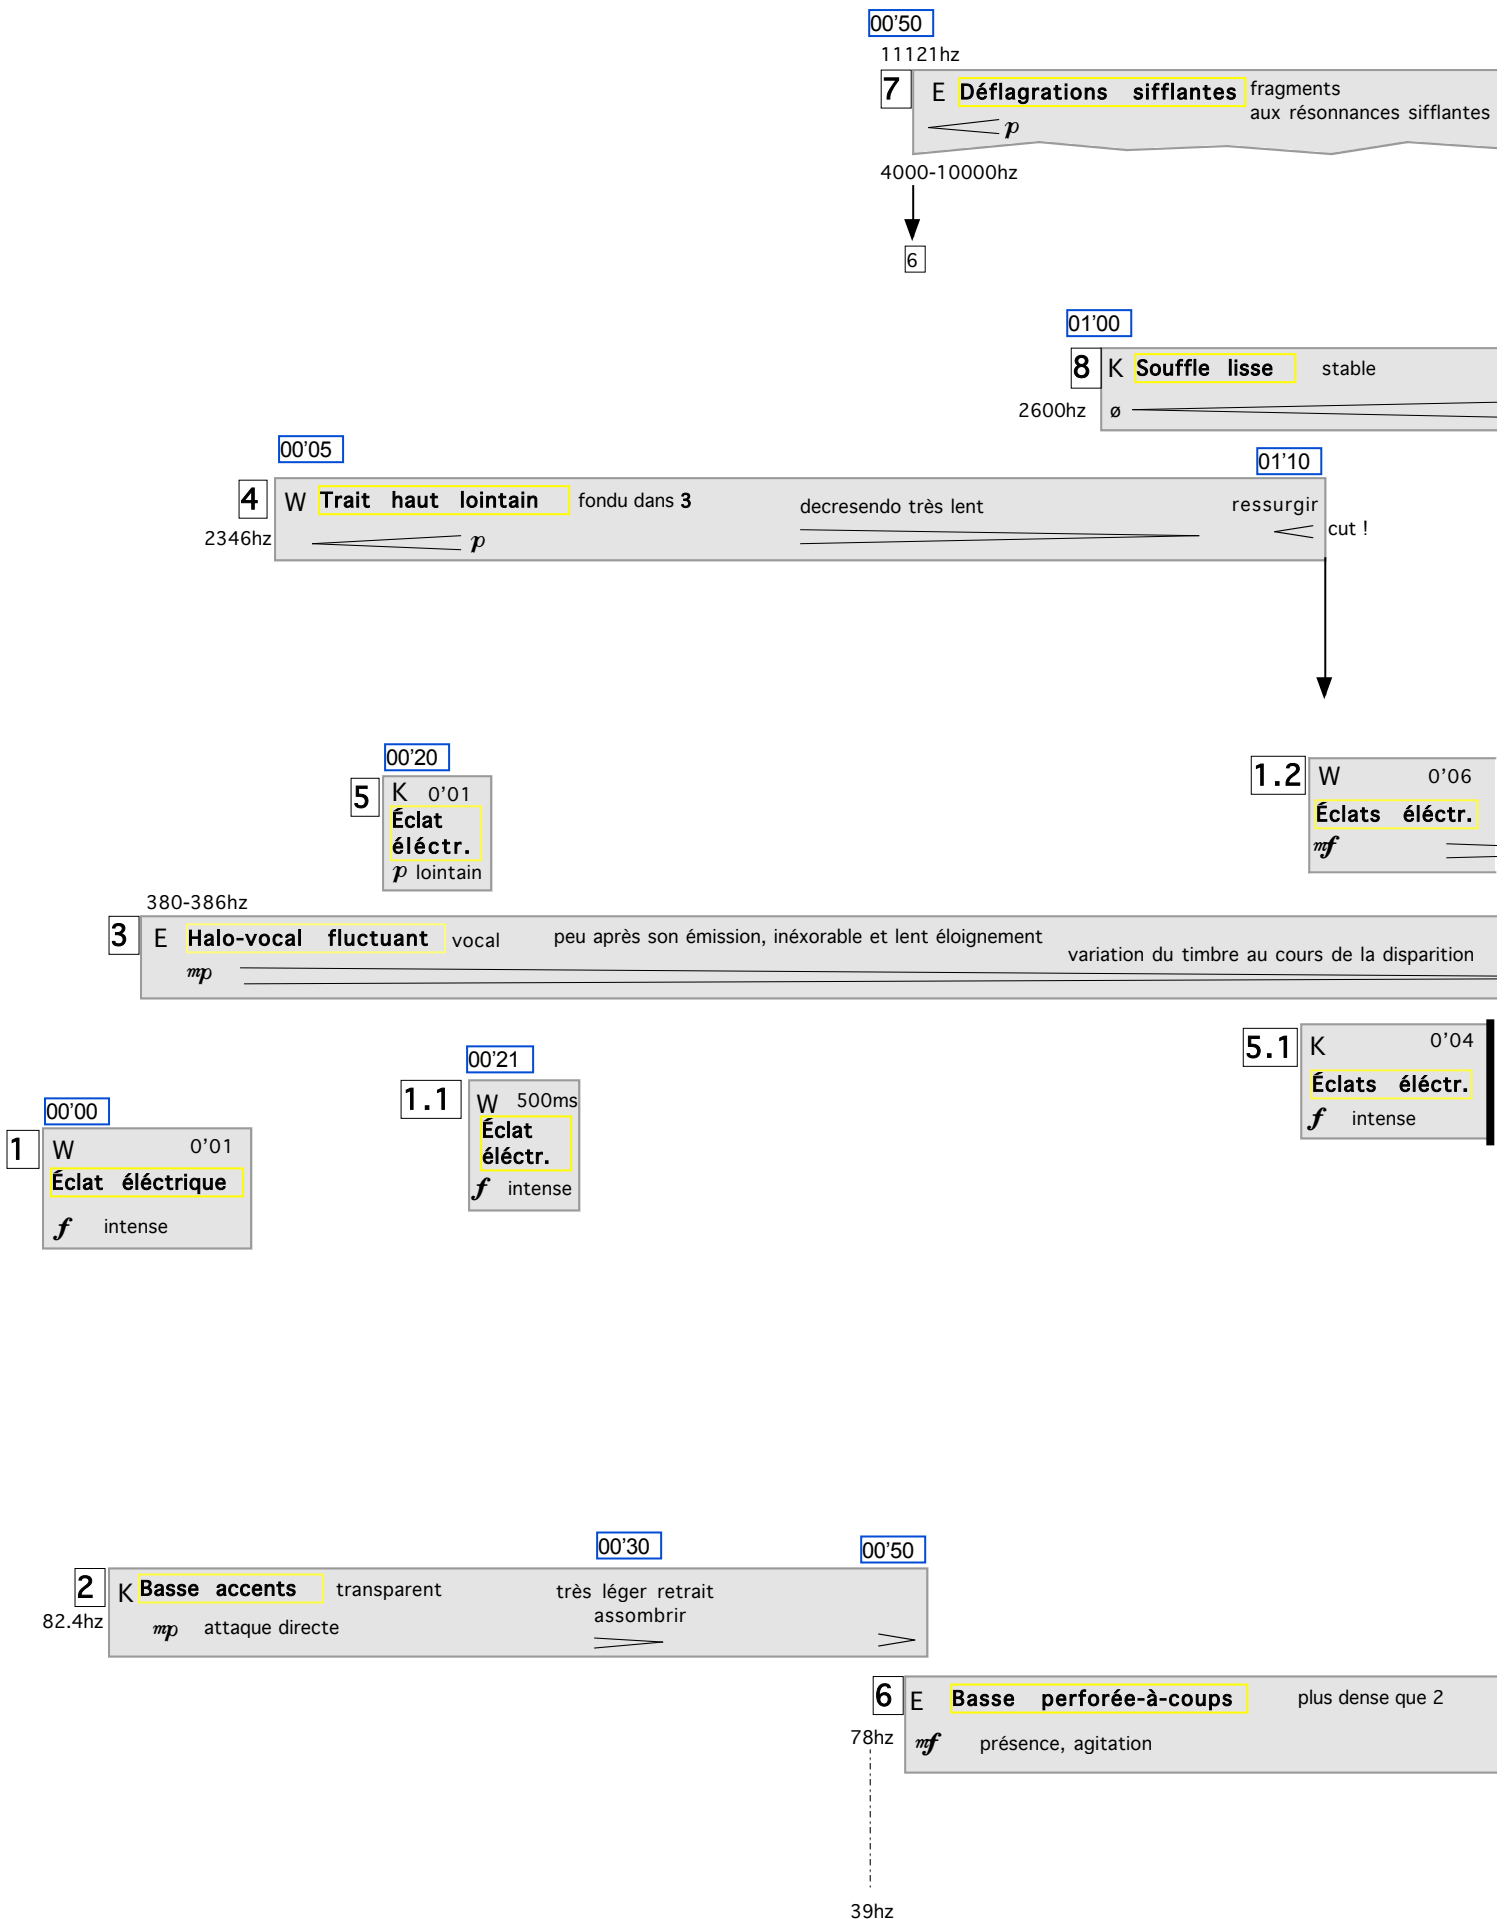 00'50
11121hz
7 E Déflagrations sifflantes fragments
aux résonnances sifflantes
p
4000-10000hz
6
01'00
8 K Souffle lisse stable
2600hz ø
00'05
01'10
4 W Trait haut lointain fondu dans 3 decresendo très lent ressurgir
2346hz p cut !
00'20
5 K 0'01
Éclat
éléctr.
p lointain
1.2 W 0'06
Éclats éléctr.
mf
380-386hz
3 E Halo-vocal fluctuant vocal peu après son émission, inéxorable et lent éloignement
variation du timbre au cours de la disparition
mp
00'21
1.1 W 500ms
Éclat
éléctr.
f intense
5.1 K 0'04
Éclats éléctr.
f intense
00'00
1 W 0'01
Éclat éléctrique
f intense
00'30
00'50
2 K Basse accents transparent très léger retrait
assombrir
82.4hz mp attaque directe
6 E Basse perforée-à-coups plus dense que 2
78hz mf présence, agitation
39hz